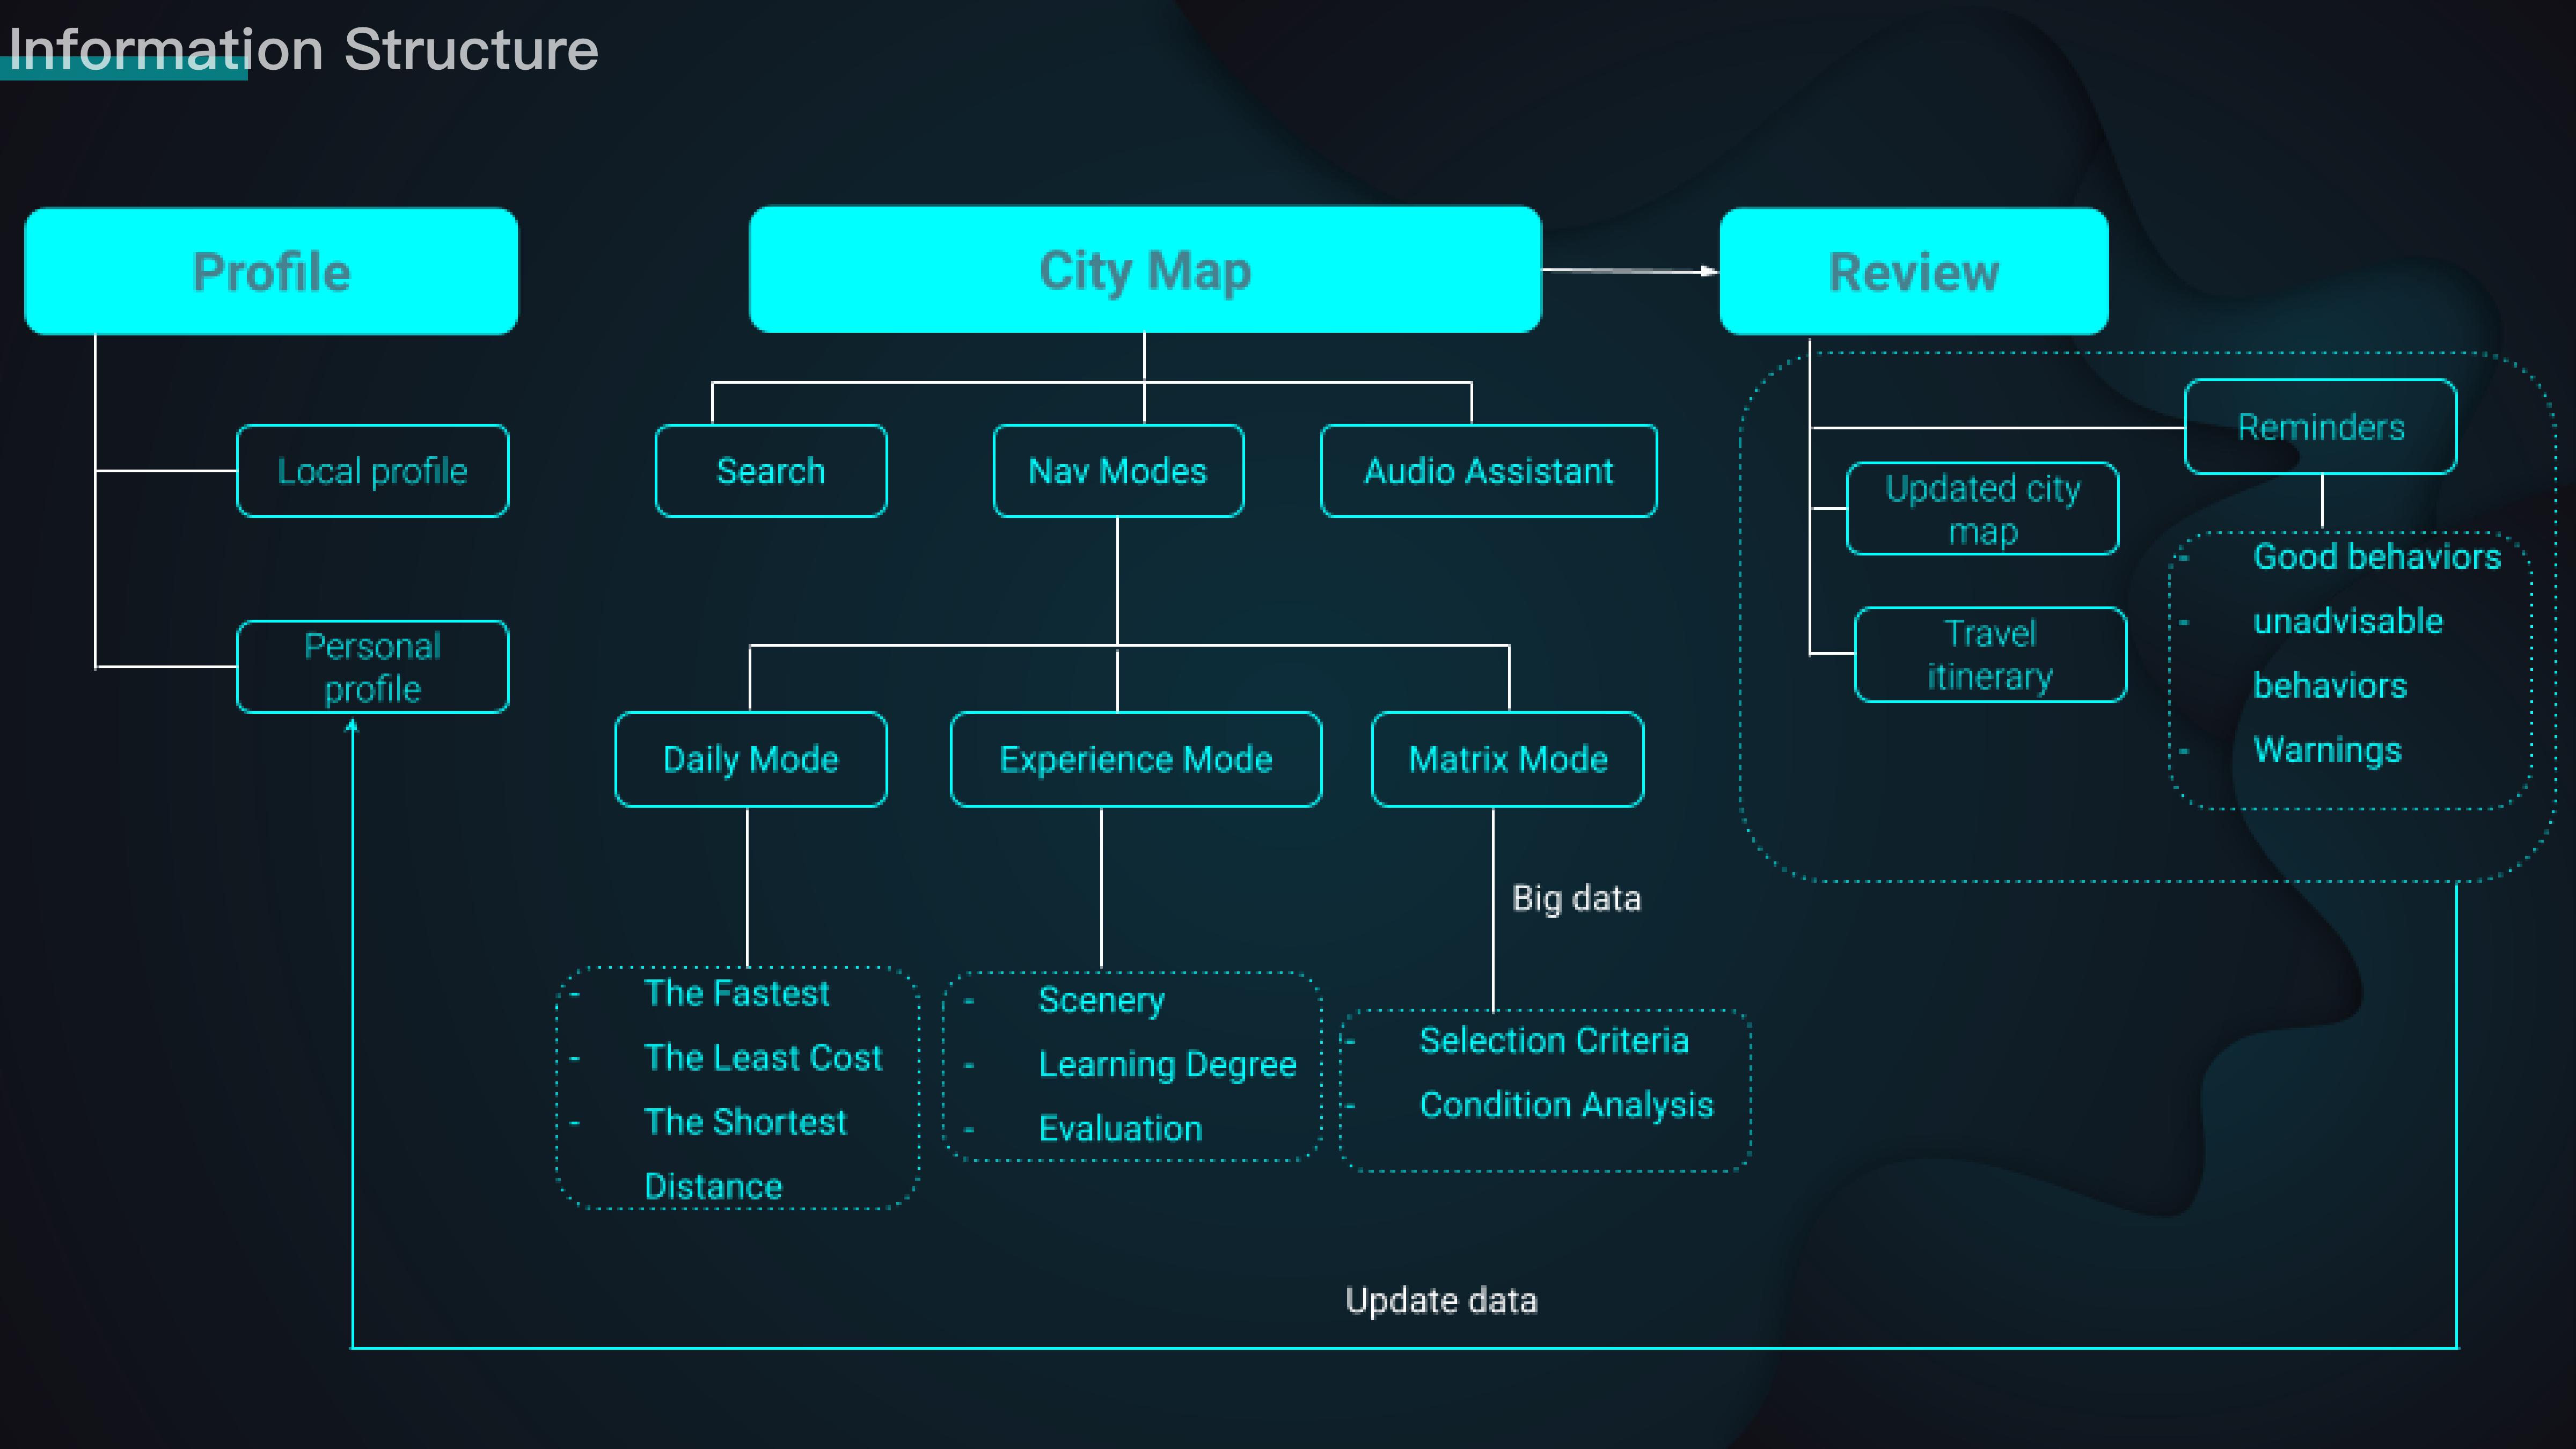 Information Structure
Profile
Local profile
Personal
profile
City Map
Search
Nav Modes
Audio Assistant
Daily Mode
Experience Mode
Matrix Mode
Big data
- The Fastest
- The Least Cost
- The Shortest
Distance
- Scenery
- Learning Degree
- Evaluation
- Selection Criteria
- Condition Analysis
Review
Reminders
Updated city
map
Travel
itinerary
- Good behaviors
- unadvisable
behaviors
- Warnings
Update data